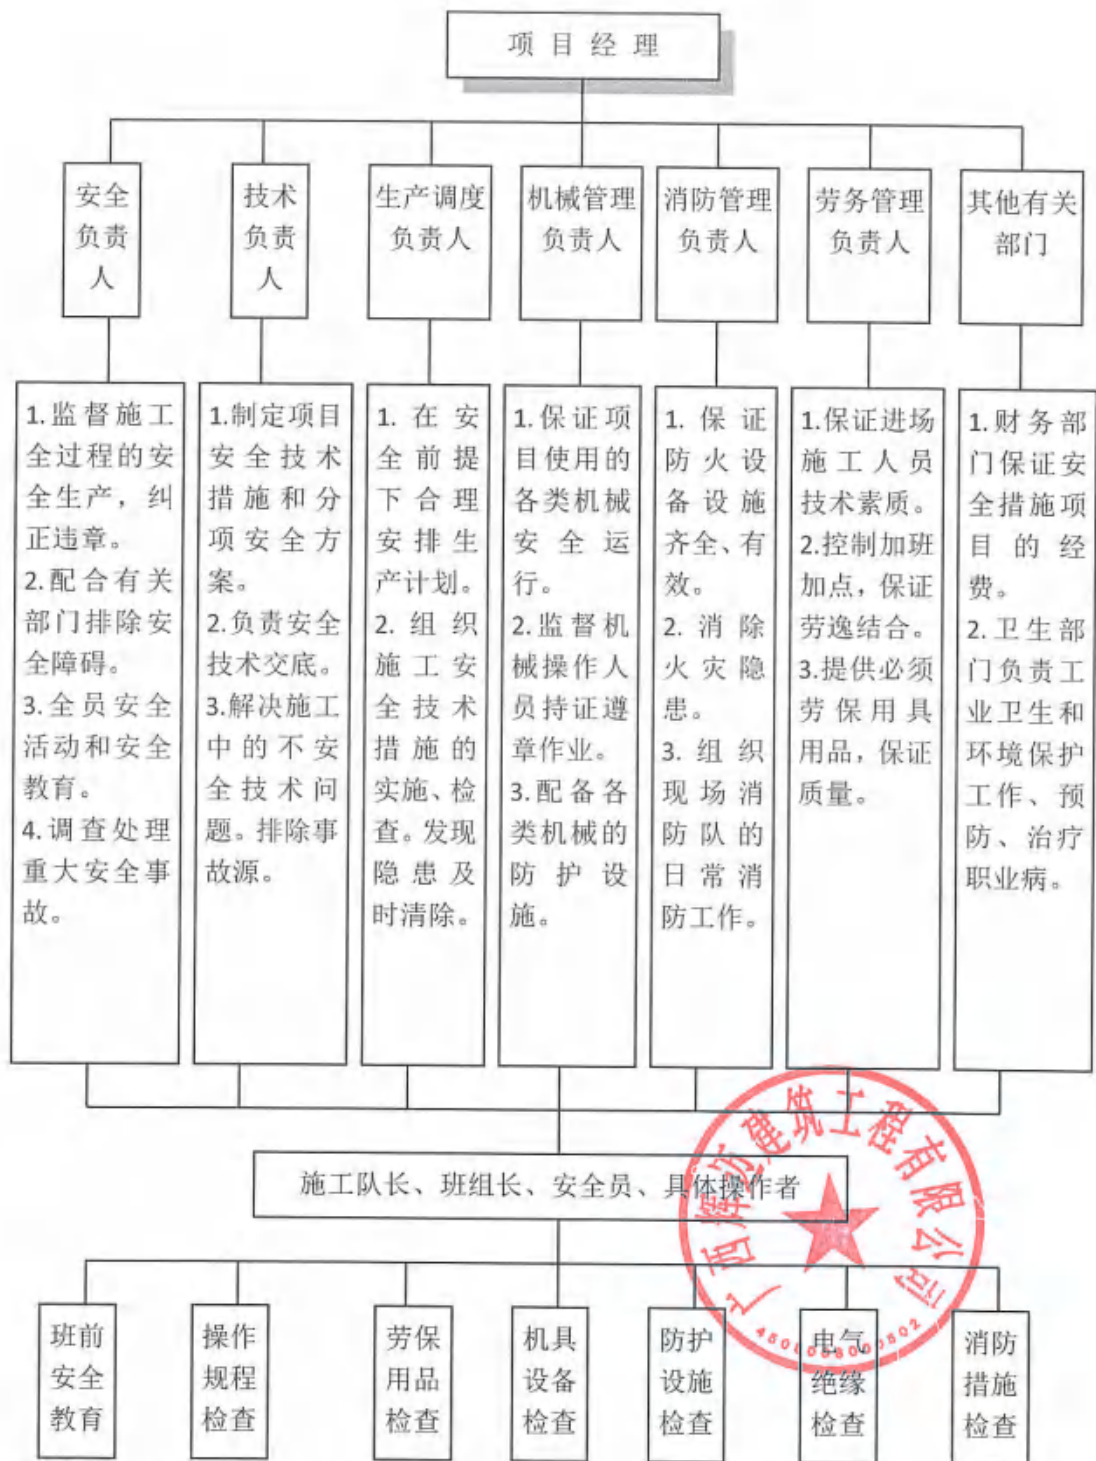 项目经理
安全
负责
人
技术
负责
人
生产调度
负责人
机械管理
负责人
消防管理
负责人
劳务管理
负责人
其他有关
部门
1.监督施工
全过程的安
全生产，纠
正违章。
2.配合有关
部门排除安
全障碍。
3.全员安全
活动和安全
教育。
4.调查处理
重大安全事
故。
1.制定项目
安全技术
措施和分
项安全方
案。
2.负责安全
技术交底。
3.解决施工
中的不安
全技术问
题。排除事
故源。
1. 在安
全前提
下合理
安排生
产计划。
2. 组织
施工安
全技术
措施的
实施、检
查。发现
隐患及
时清除。
1.保证项
目使用的
各类机械
安全运
行。
2.监督机
械操作人
员持证遵
章作业。
3.配备各
类机械的
防护设
施。
1. 保证
防火设
备设施
齐全、有
效。
2. 消除
火灾隐
患。
3. 组织
现场消
防队的
日常消
防工作。
1.保证进场
施工人员
技术素质。
2.控制加班
加点，保证
劳逸结合。
3.提供必须
劳保用具
用品，保证
质量。
1.财务部
门保证安
全措施项
目的经
费。
2.卫生部
门负责工
业卫生和
环境保护
工作、预
防、治疗
职业病。
施工队长、班组长、安全员、具体操作者
班前
安全
教育
操作
规程
检查
劳保
用品
检查
机具
设备
检查
防护
设施
检查
电气
绝缘
检查
消防
措施
检查
建筑工程有限公司